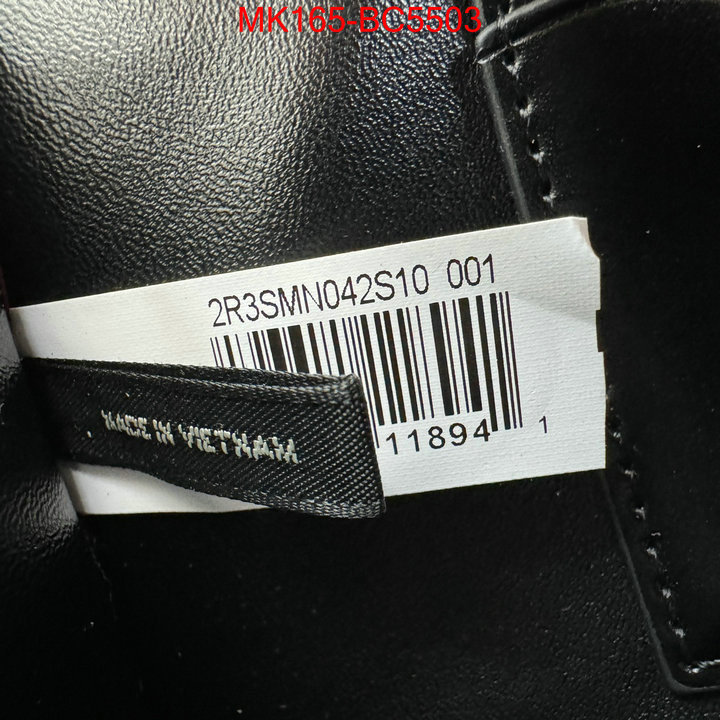 MK165-BC5503
2R3SMN042S10 001
11894 1
MADE IN VIETNAM